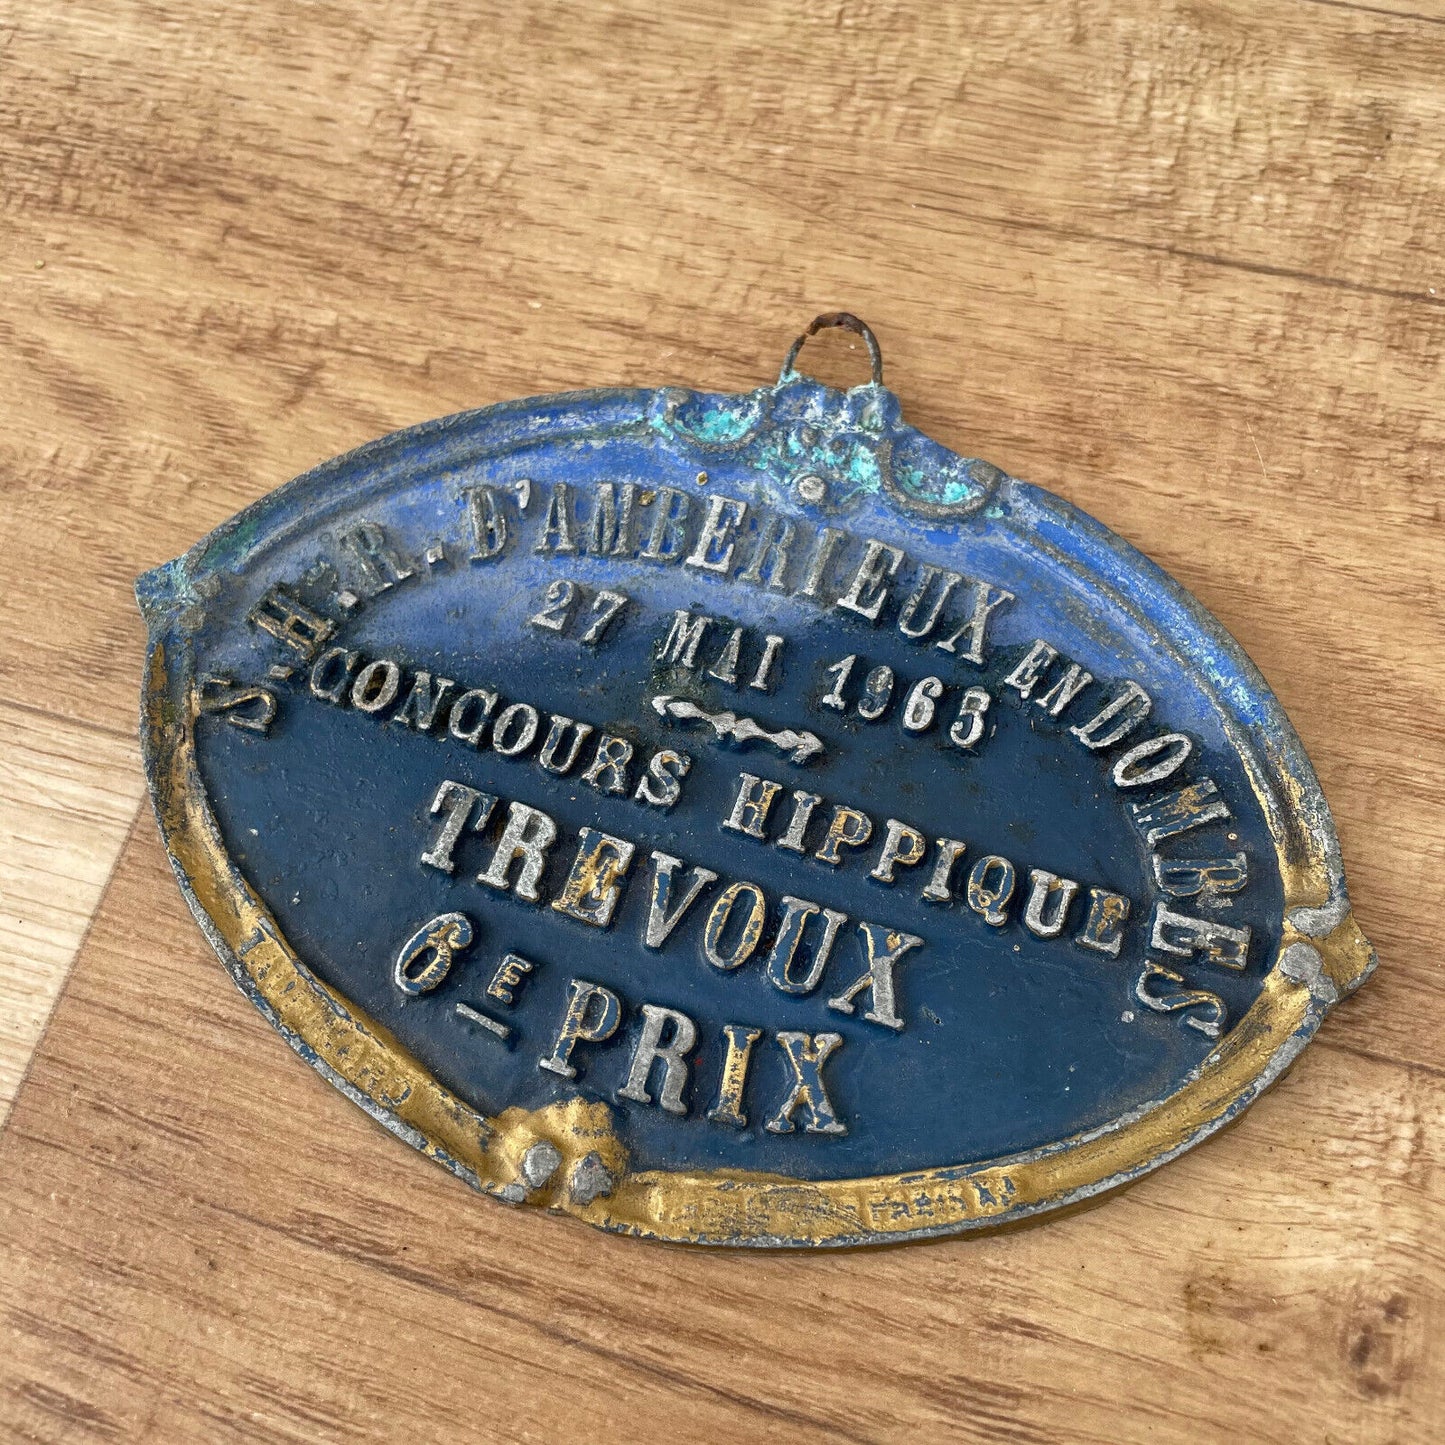 S.H.R. D'AMBERIEUX EN DOMBES
27 MAI 1963
CONCOURS HIPPIQUE
TREVOUX
6E PRIX